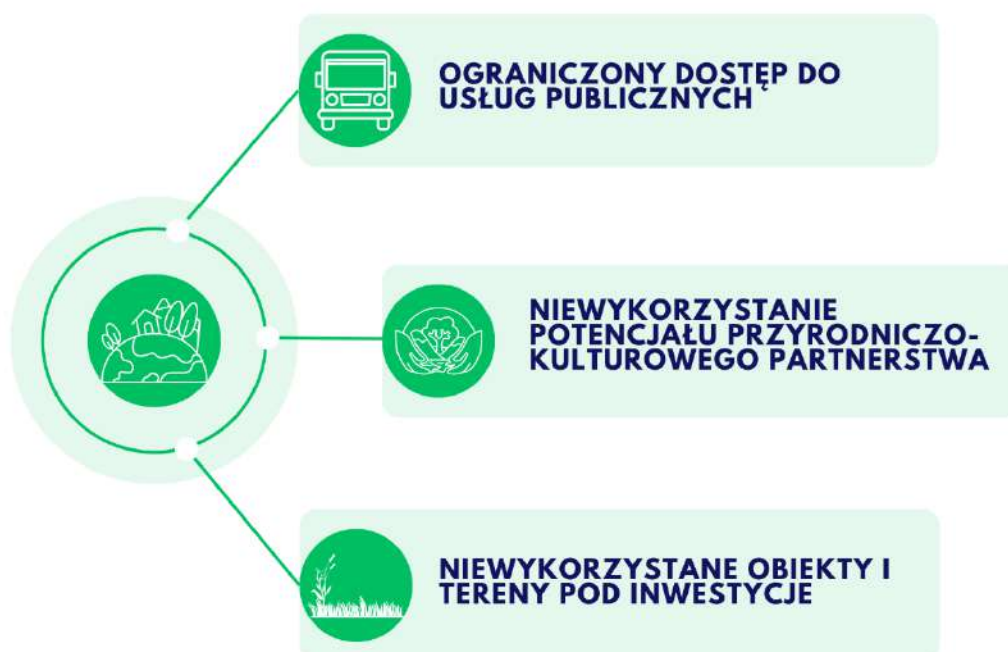 OGRANICZONY DOSTĘP DO
USŁUG PUBLICZNYCH
NIEWYKORZYSTANIE
POTENCJAŁU PRZYRODNICZO-
KULTUROWEGO PARTNERSTWA
NIEWYKORZYSTANE OBIEKTY I
TERENY POD INWESTYCJE